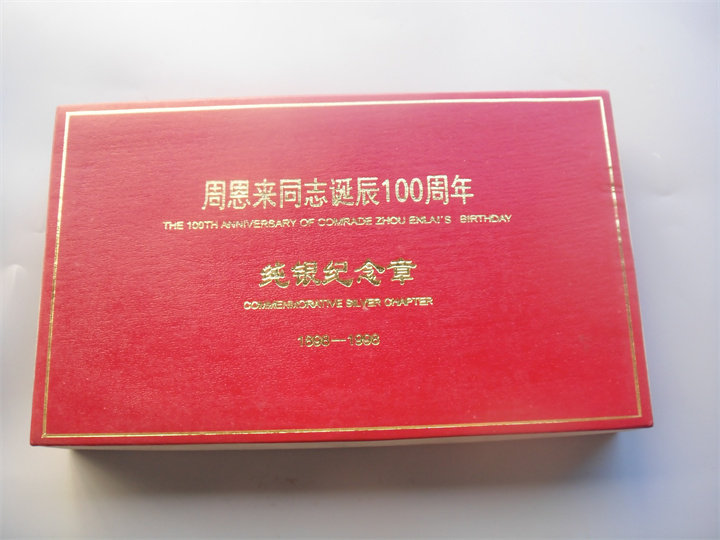 周恩来同志诞辰100周年
THE 100TH ANNIVERSARY OF COMRADE ZHOU ENLAI'S BIRTHDAY
纯银纪念章
COMMENMORATIVE SILVER CHAPTER
1898—1998